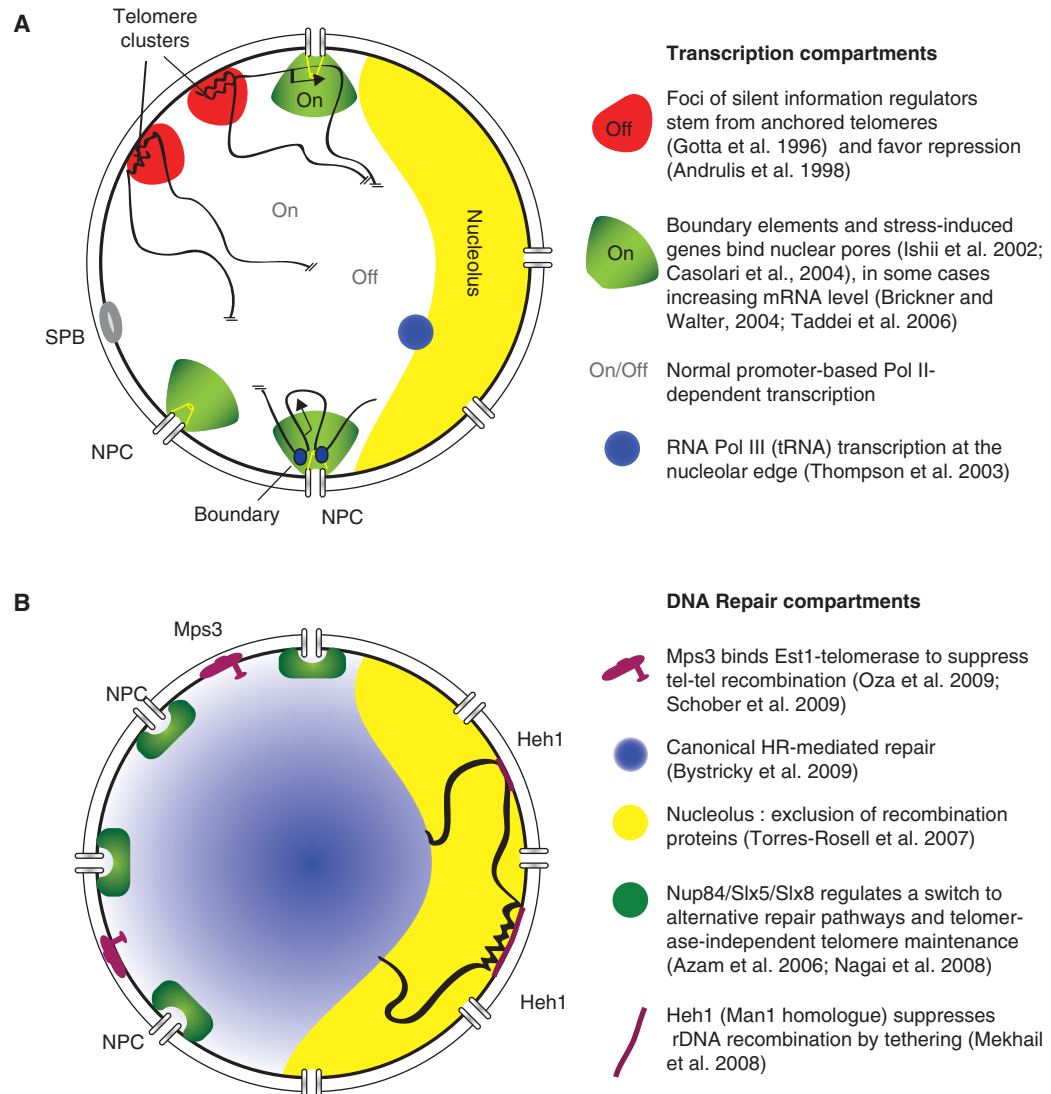 A
Telomere
clusters
On
On
Off
Nucleolus
SPB
NPC
Boundary
NPC
Transcription compartments
Off
Foci of silent information regulators
stem from anchored telomeres
(Gotta et al. 1996) and favor repression
(Andrulis et al. 1998)
On
Boundary elements and stress-induced
genes bind nuclear pores (Ishii et al. 2002;
Casolari et al., 2004), in some cases
increasing mRNA level (Brickner and
Walter, 2004; Taddei et al. 2006)
On/Off
Normal promoter-based Pol II-
dependent transcription
RNA Pol III (tRNA) transcription at the
nucleolar edge (Thompson et al. 2003)
B
Mps3
NPC
Heh1
Heh1
NPC
DNA Repair compartments
Mps3 binds Est1-telomerase to suppress
tel-tel recombination (Oza et al. 2009;
Schober et al. 2009)
Canonical HR-mediated repair
(Bystricky et al. 2009)
Nucleolus : exclusion of recombination
proteins (Torres-Rosell et al. 2007)
Nup84/Slx5/Slx8 regulates a switch to
alternative repair pathways and telomer-
ase-independent telomere maintenance
(Azam et al. 2006; Nagai et al. 2008)
Heh1 (Man1 homologue) suppresses
rDNA recombination by tethering (Mekhail
et al. 2008)